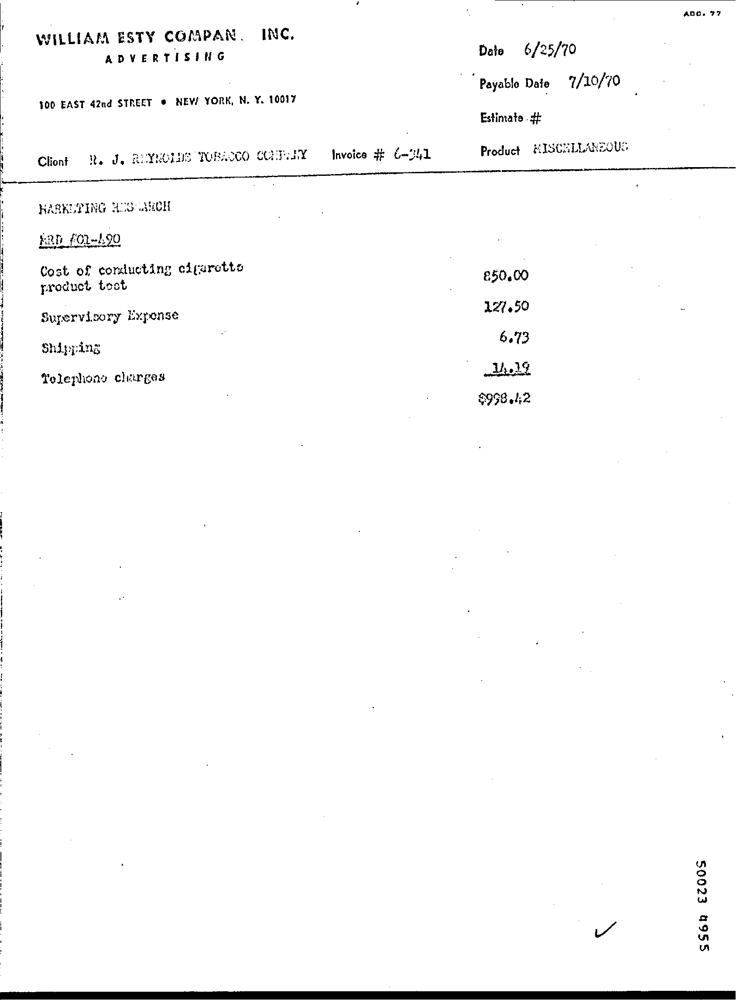 ADC. 77
WILLIAM ESTY COMPAN. INC.
ADVERTISING
Date 6/25/70
Payable Date 7/10/70
100 EAST 42nd STREET • NEW YORK, N. Y. 10017
Estimate #
Client R. J. REYNOLDS TOBACCO COMPANY Invoice # 6-341 Product MISCELLANEOUS
MARKETING RESEARCH
MRD #01-490
Cost of conducting cigarette
product test 850.00
Supervisory Expense 127.50
Shipping 6.73
Telephone charges 14.19
$998.42
50023 4955